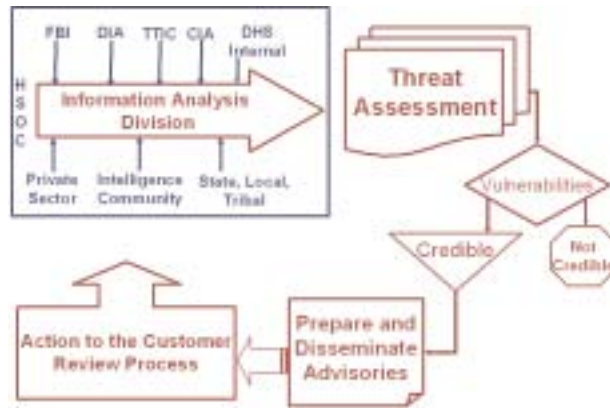 FBI DIA TTIC CIA DHS
Internal
HSOC
Information Analysis
Division
Private
Sector
Intelligence
Community
State, Local,
Tribal
Threat
Assessment
Vulnerabilities
Credible
Not
Credible
Prepare and
Disseminate
Advisories
Action to the Customer
Review Process